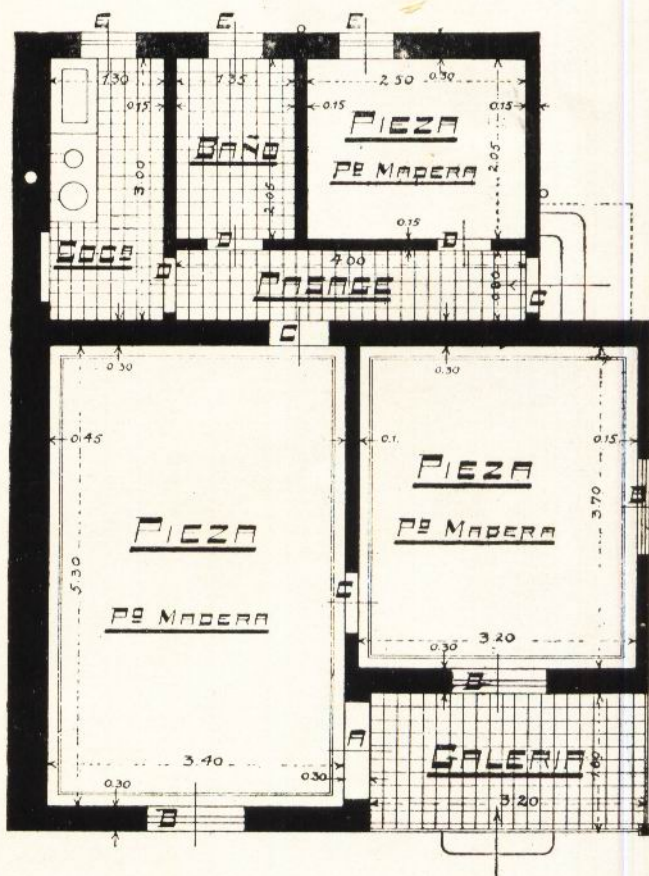 E E E
1.30 1.35 2.50 0.30
0.15 0.15 0.15
PIEZA
BAÑO
Pº MADERA
3.00 2.05 2.05
0.15
D D
COCª D 4.00
PASAGE 0.80 C
C
0.30 0.30
0.45 0.1. 0.15
PIEZA
B
3.70
PIEZA Pº MADERA
5.30
C
Pº MADERA
3.20
0.30
B
A
GALERIA
3.40
0.30 3.20
0.30
B